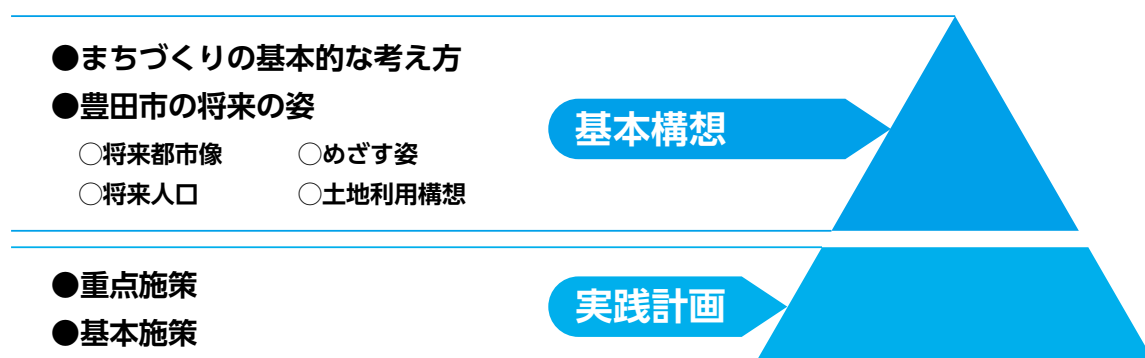 ●まちづくりの基本的な考え方
●豊田市の将来の姿
○将来都市像 ○めざす姿
○将来人口 ○土地利用構想
基本構想
●重点施策
●基本施策
実践計画